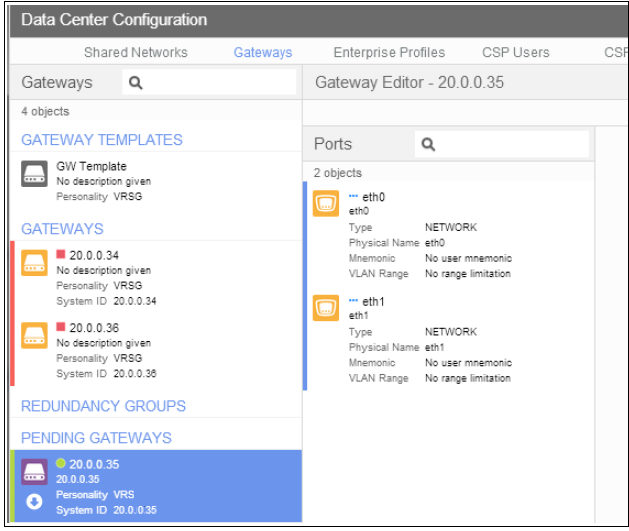 Data Center Configuration
Shared Networks Gateways Enterprise Profiles CSP Users CSP
Gateways
4 objects
GATEWAY TEMPLATES
GW Template
No description given
Personality VRSG
GATEWAYS
20.0.0.34
No description given
Personality VRSG
System ID 20.0.0.34
20.0.0.36
No description given
Personality VRSG
System ID 20.0.0.36
REDUNDANCY GROUPS
PENDING GATEWAYS
20.0.0.35
20.0.0.35
Personality VRS
System ID 20.0.0.35
Gateway Editor - 20.0.0.35
Ports
2 objects
eth0
eth0
Type NETWORK
Physical Name eth0
Mnemonic No user mnemonic
VLAN Range No range limitation
eth1
eth1
Type NETWORK
Physical Name eth1
Mnemonic No user mnemonic
VLAN Range No range limitation